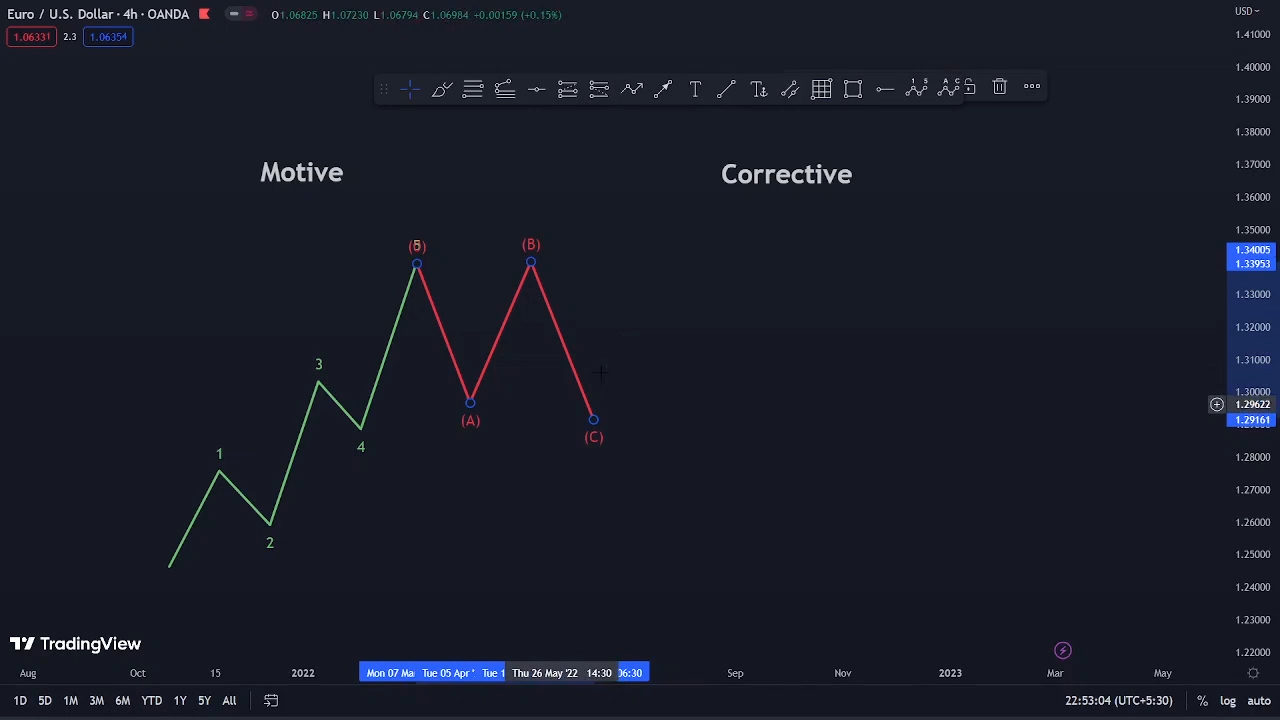 Euro / U.S. Dollar · 4h · OANDA O1.06825 H1.07230 L1.06794 C1.06984 +0.00159 (+0.15%)
USD
1.06331 2.3 1.06354
1.41000
1.40000
1.39000
1.38000
1.37000
1.36000
1.35000
1.34005
1.33953
1.33000
1.32000
1.31000
1.30000
1.29622
1.29161
1.28000
1.27000
1.26000
1.25000
1.24000
1.23000
1.22000
Motive
Corrective
5
(B)
3
(A)
(C)
4
1
2
TradingView
Aug Oct 15 2022 Mon 07 Tue 05 Apr ' Tue Thu 26 May '22 14:30 06:30 Sep Nov 2023 Mar May
1D 5D 1M 3M 6M YTD 1Y 5Y All
22:53:04 (UTC+5:30) % log auto